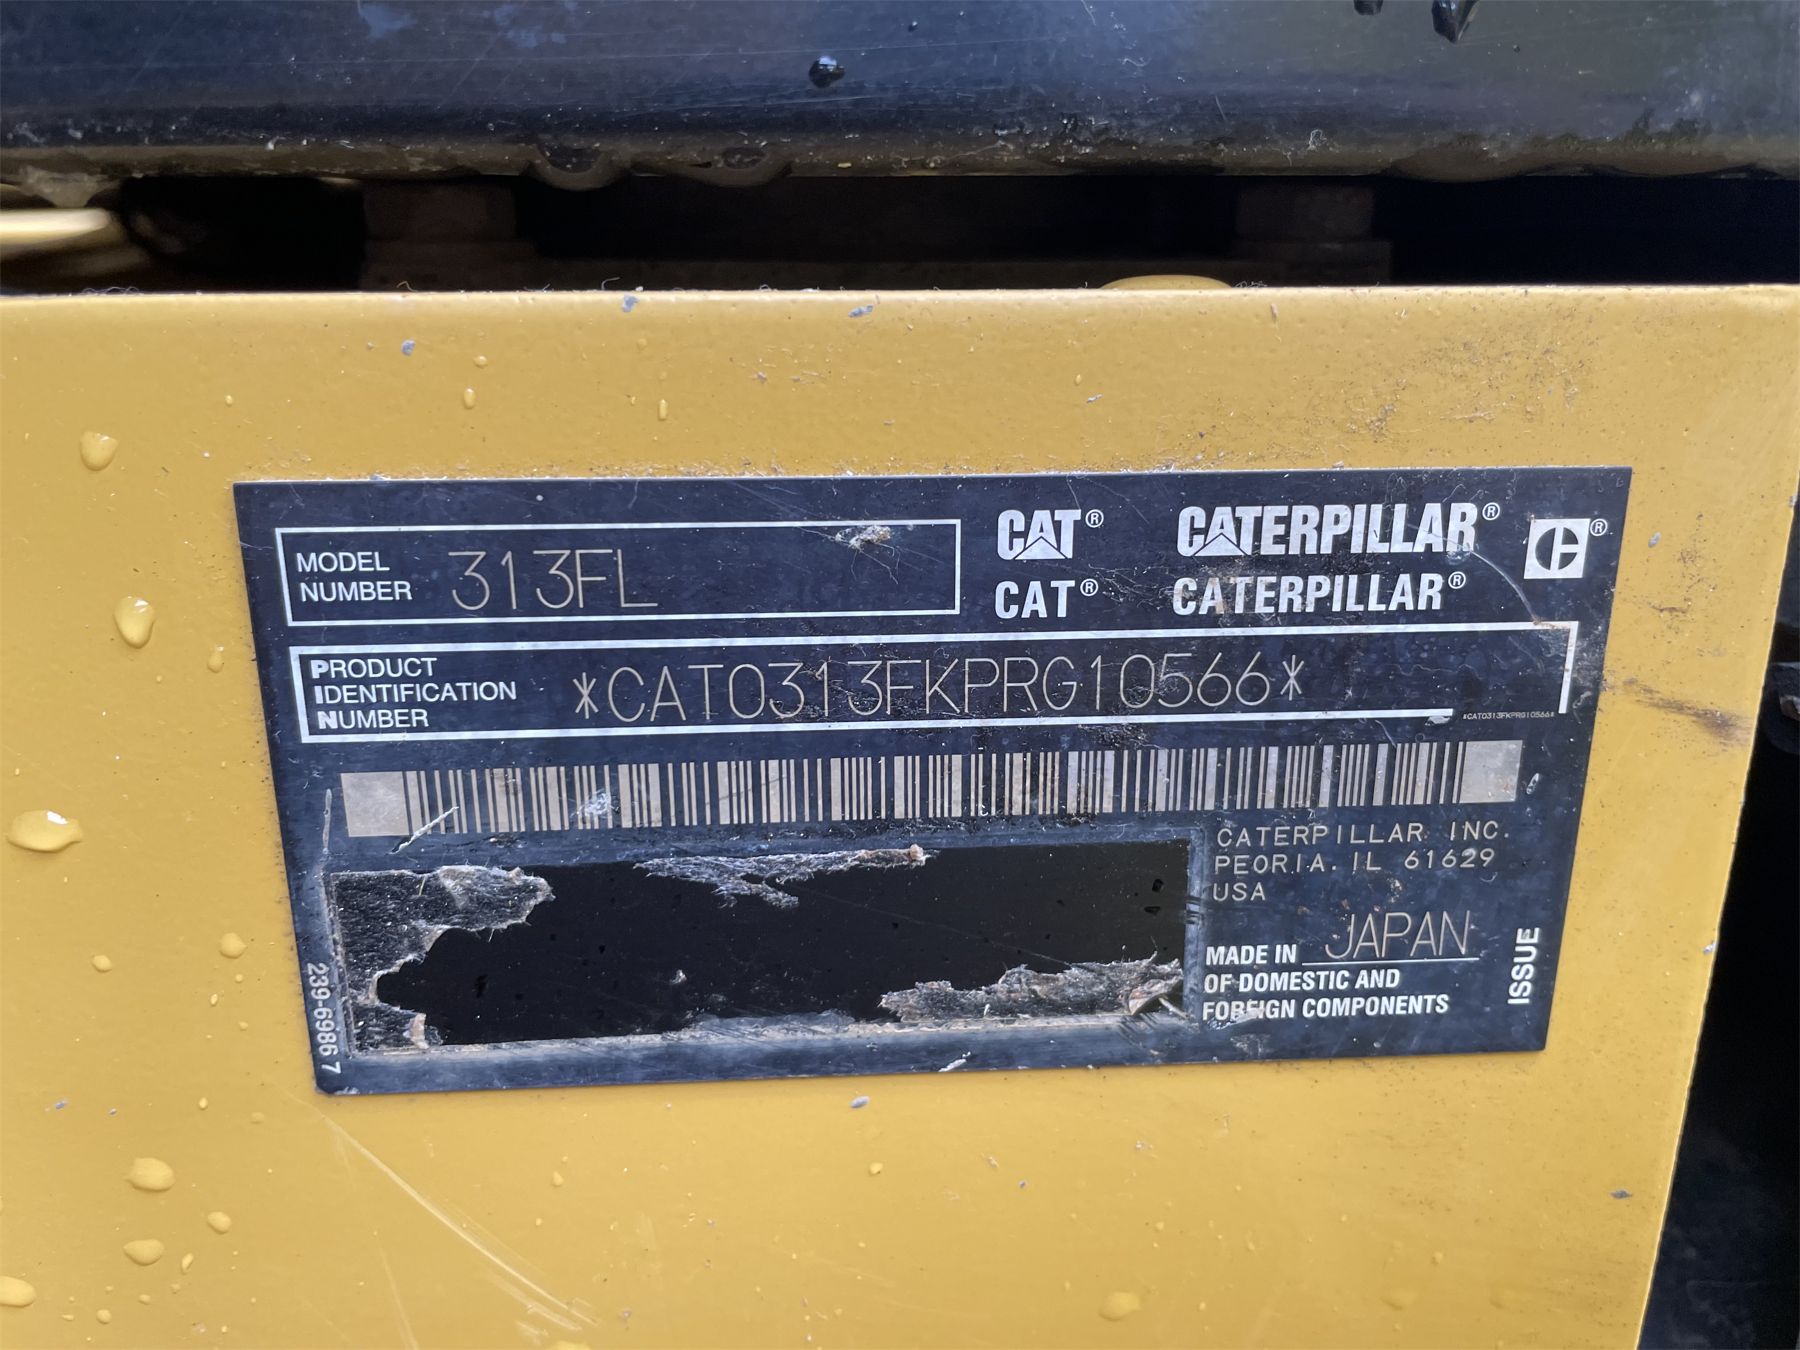 MODEL
NUMBER 313FL
CAT® CATERPILLAR®
CAT® CATERPILLAR®
PRODUCT
IDENTIFICATION
NUMBER
*CAT0313FKPRG10566*
*CAT0313FKPRG10566*
CATERPILLAR INC.
PEORIA, IL 61629
USA
MADE IN JAPAN
OF DOMESTIC AND
FOREIGN COMPONENTS
ISSUE
239-6986 7